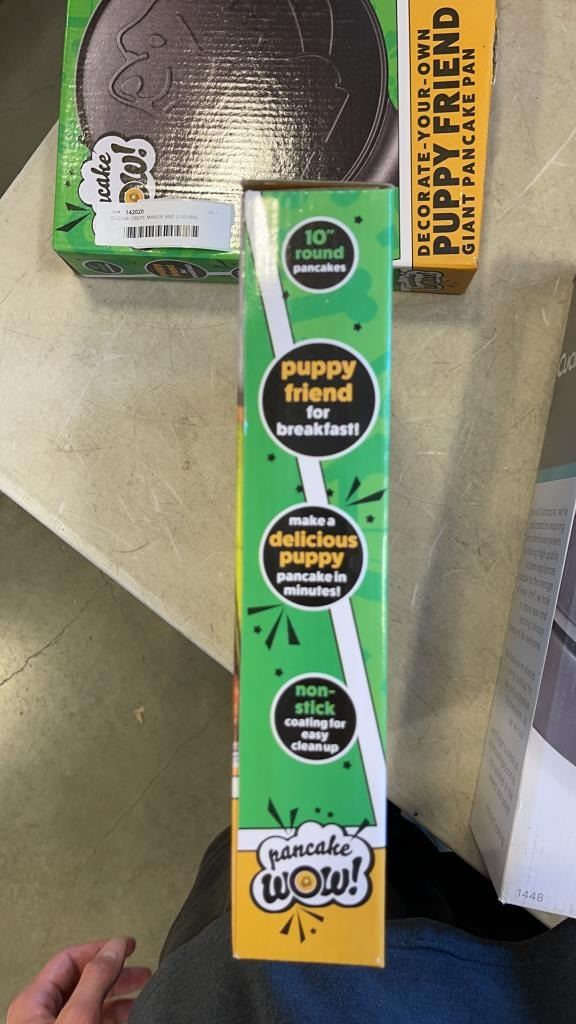 DECORATE-YOUR-OWN
PUPPY FRIEND
GIANT PANCAKE PAN
cake
OW!
142020
CUCINA CREPE MAKER AND 2 ANIMAL
10"
round
pancakes
puppy
friend
for
breakfast!
make a
delicious
puppy
pancake in
minutes!
non-
stick
coating for
easy
clean up
pancake
WOW!
1448